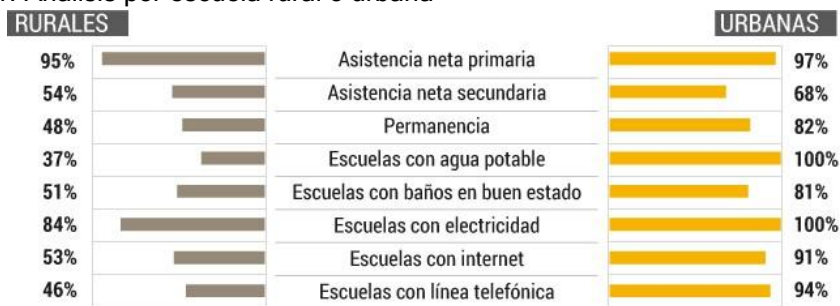 Análisis por escuela rural o urbana
RURALES URBANAS
95% Asistencia neta primaria 97%
54% Asistencia neta secundaria 68%
48% Permanencia 82%
37% Escuelas con agua potable 100%
51% Escuelas con baños en buen estado 81%
84% Escuelas con electricidad 100%
53% Escuelas con internet 91%
46% Escuelas con línea telefónica 94%